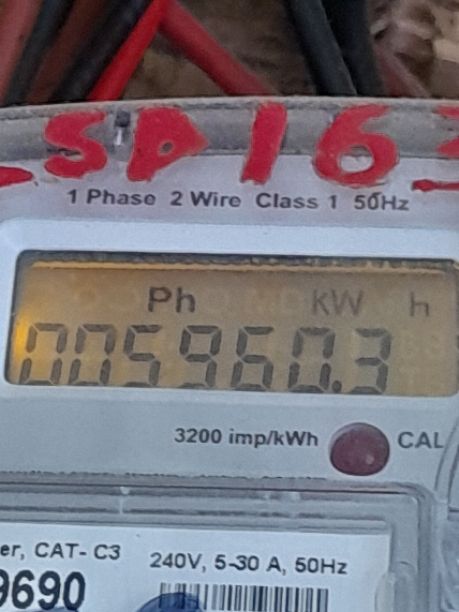 SP163
1 Phase 2 Wire Class 1 50Hz
Ph kW h
005960.3
3200 imp/kWh CAL
er, CAT- C3 240V, 5-30 A, 50Hz
9690